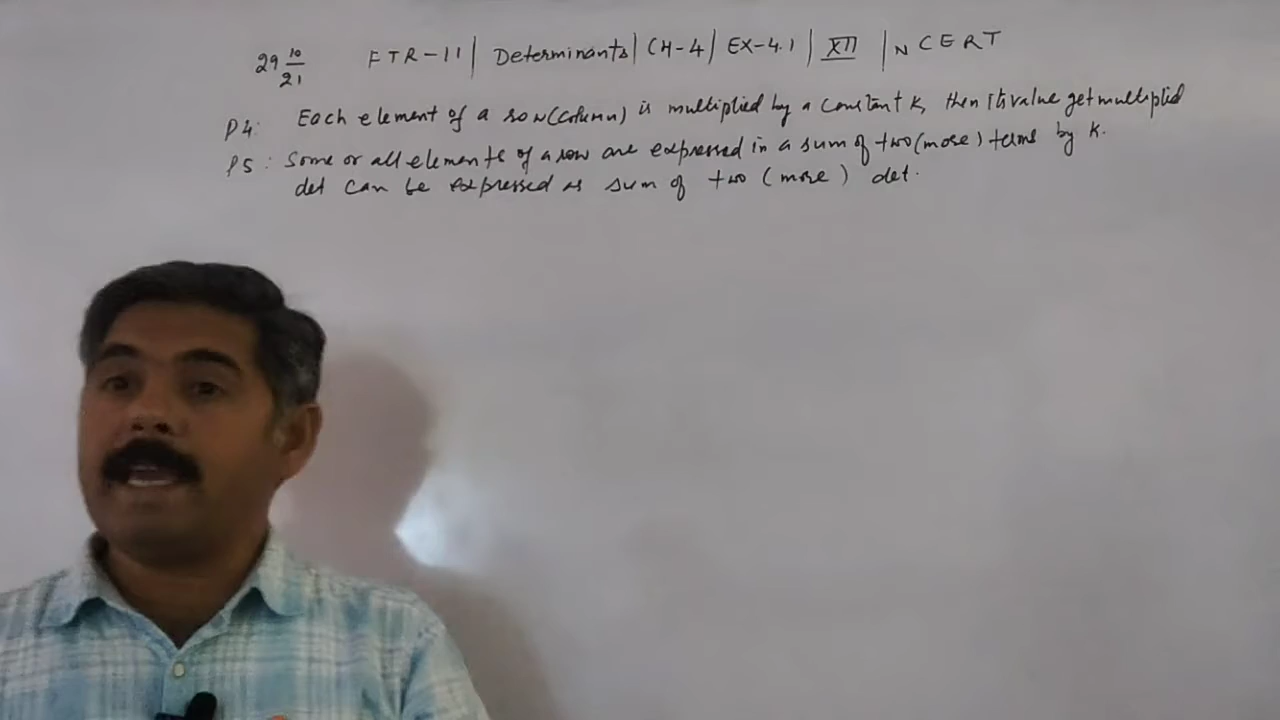 29 10/21 FTR-11 | Determinants | CH-4 | EX-4.1 | XII | NCERT
P4: Each element of a row(column) is multiplied by a constant K, then its value get multiplied by K.
P5: Some or all elements of a row are expressed in a sum of two (more) terms
det can be expressed as sum of two (more) det.